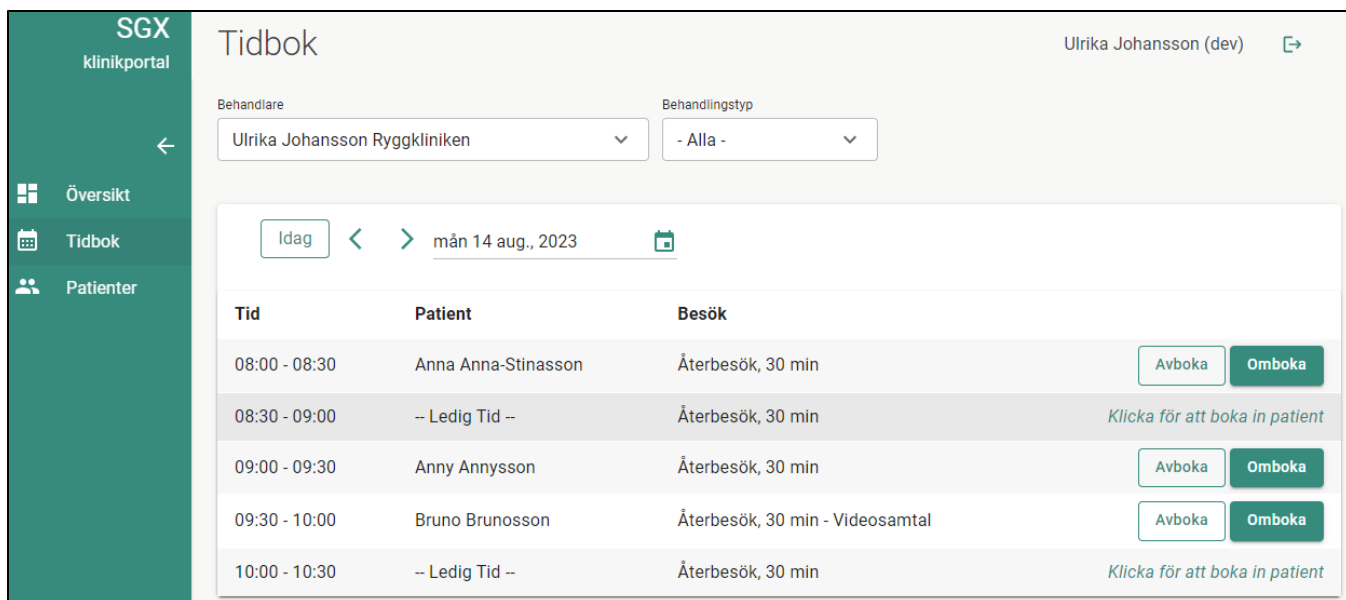 SGX
klinikportal
Översikt
Tidbok
Patienter
Tidbok
Ulrika Johansson (dev)
Behandlare
Behandlingstyp
Ulrika Johansson Ryggkliniken
- Alla -
Idag
mån 14 aug., 2023
Tid Patient Besök
08:00 - 08:30 Anna Anna-Stinasson Återbesök, 30 min Avboka Omboka
08:30 - 09:00 -- Ledig Tid -- Återbesök, 30 min Klicka för att boka in patient
09:00 - 09:30 Anny Annysson Återbesök, 30 min Avboka Omboka
09:30 - 10:00 Bruno Brunosson Återbesök, 30 min - Videosamtal Avboka Omboka
10:00 - 10:30 -- Ledig Tid -- Återbesök, 30 min Klicka för att boka in patient